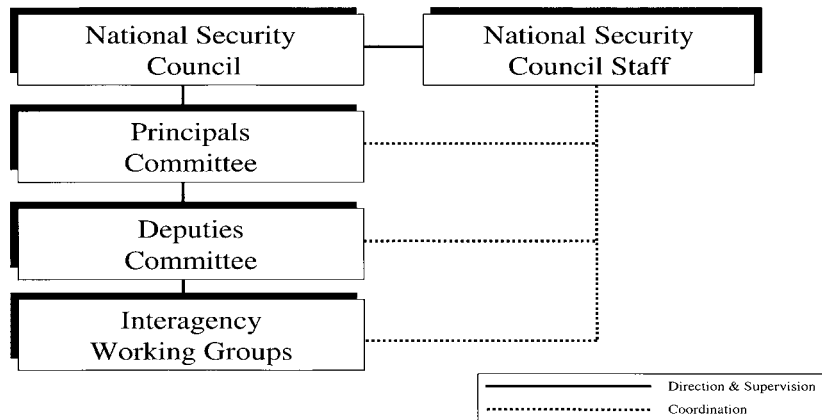 National Security
Council
National Security
Council Staff
Principals
Committee
Deputies
Committee
Interagency
Working Groups
Direction & Supervision
Coordination